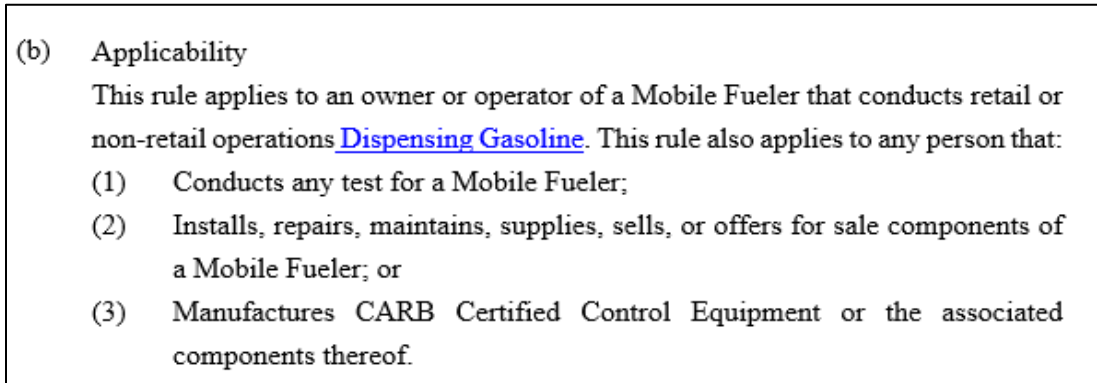 (b) Applicability
This rule applies to an owner or operator of a Mobile Fueler that conducts retail or
non-retail operations Dispensing Gasoline. This rule also applies to any person that:
(1) Conducts any test for a Mobile Fueler;
(2) Installs, repairs, maintains, supplies, sells, or offers for sale components of
a Mobile Fueler; or
(3) Manufactures CARB Certified Control Equipment or the associated
components thereof.